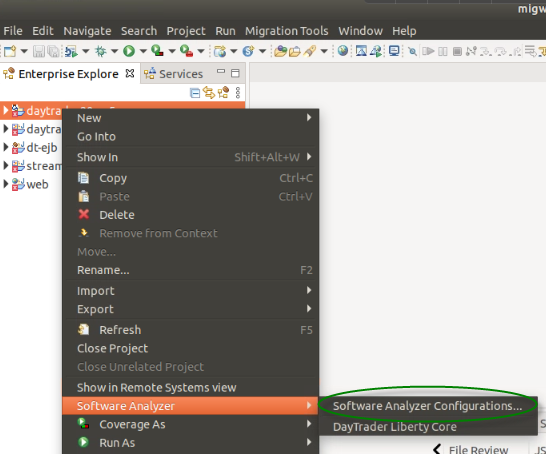 migw
File Edit Navigate Search Project Run Migration Tools Window Help
Enterprise Explore Services
daytra
New
daytra
Go Into
dt-ejb
Show In Shift+Alt+W
stream
Copy Ctrl+C
web
Paste Ctrl+V
Delete
Remove from Context
Move...
Rename... F2
Import
Export
Refresh F5
Close Project
Close Unrelated Project
Show in Remote Systems view
Software Analyzer Software Analyzer Configurations...
Coverage As DayTrader Liberty Core
Run As File Review JS